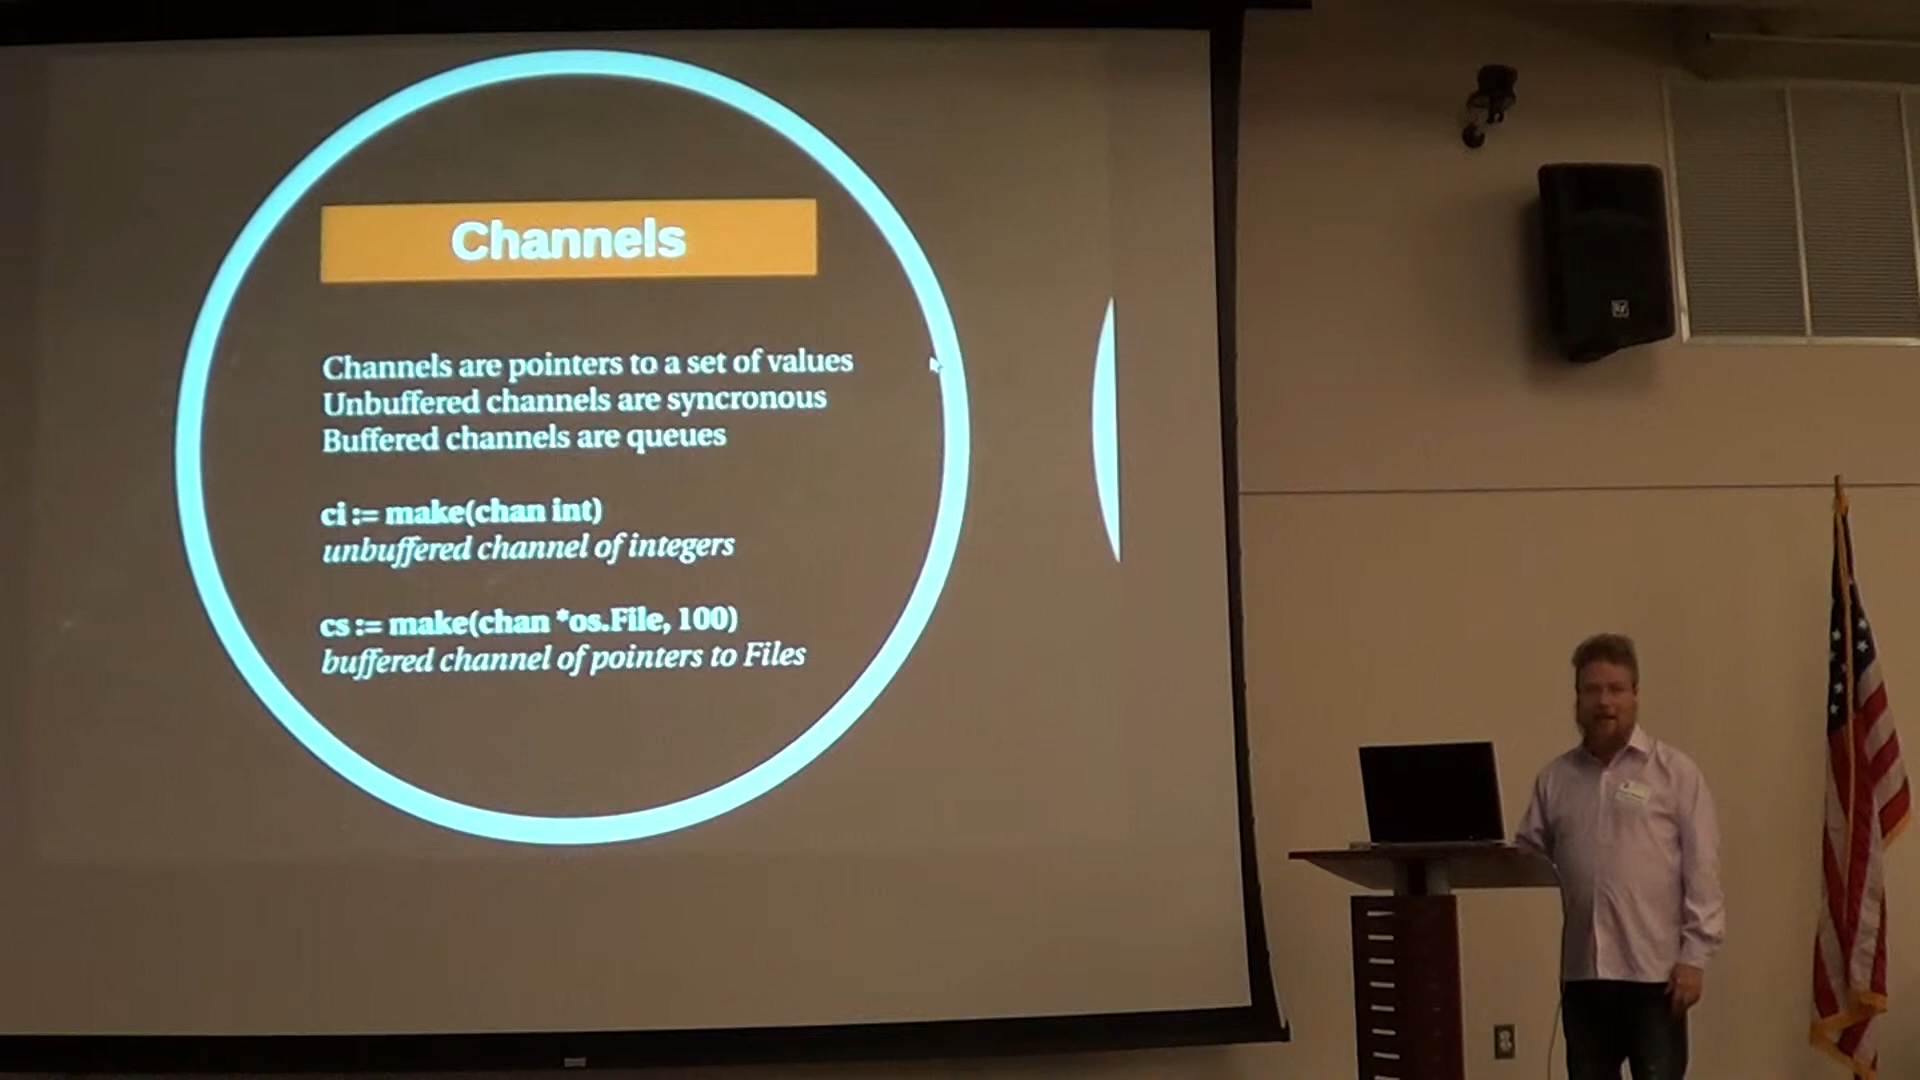 Channels
Channels are pointers to a set of values
Unbuffered channels are syncronous
Buffered channels are queues
ci := make(chan int)
unbuffered channel of integers
cs := make(chan *os.File, 100)
buffered channel of pointers to Files